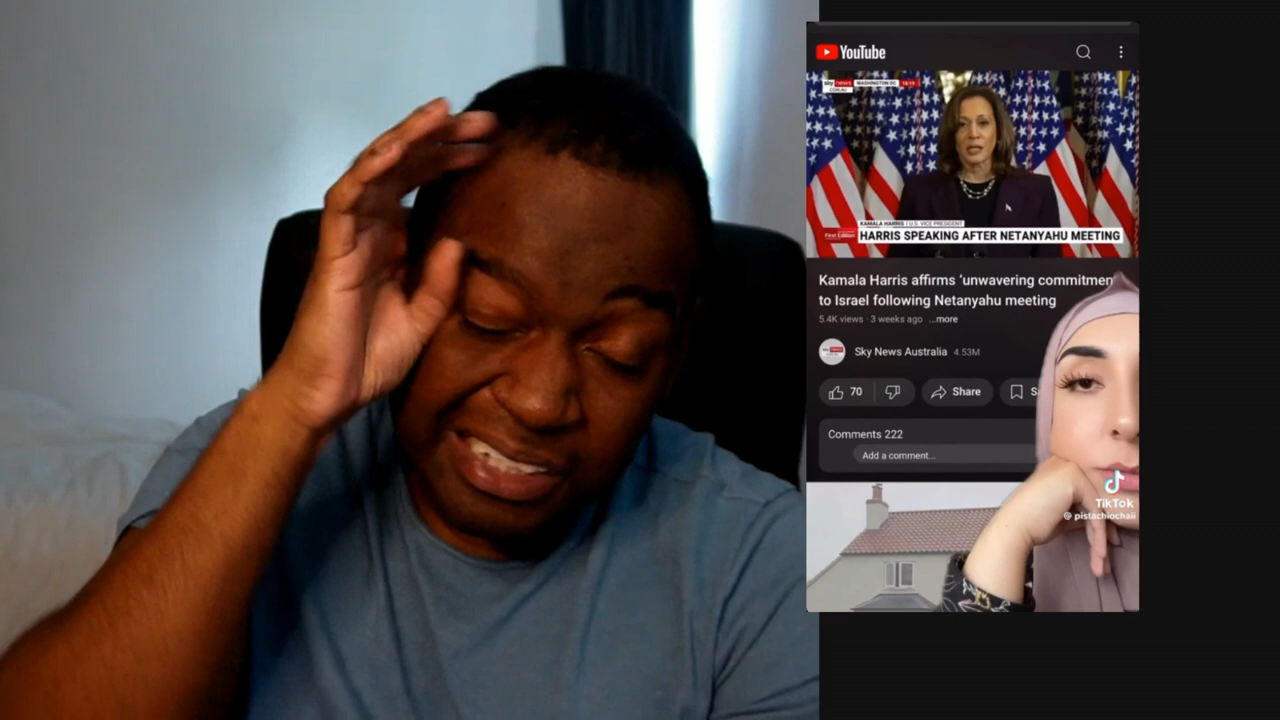 YouTube
sky news
.COM.AU
WASHINGTON DC
KAMALA HARRIS | U.S. VICE PRESIDENT
First Edition
HARRIS SPEAKING AFTER NETANYAHU MEETING
Kamala Harris affirms ‘unwavering commitmen
to Israel following Netanyahu meeting
5.4K views · 3 weeks ago ...more
Sky News Australia 4.53M
70 Share S
Comments 222
Add a comment...
TikTok
@ pistachiochaii